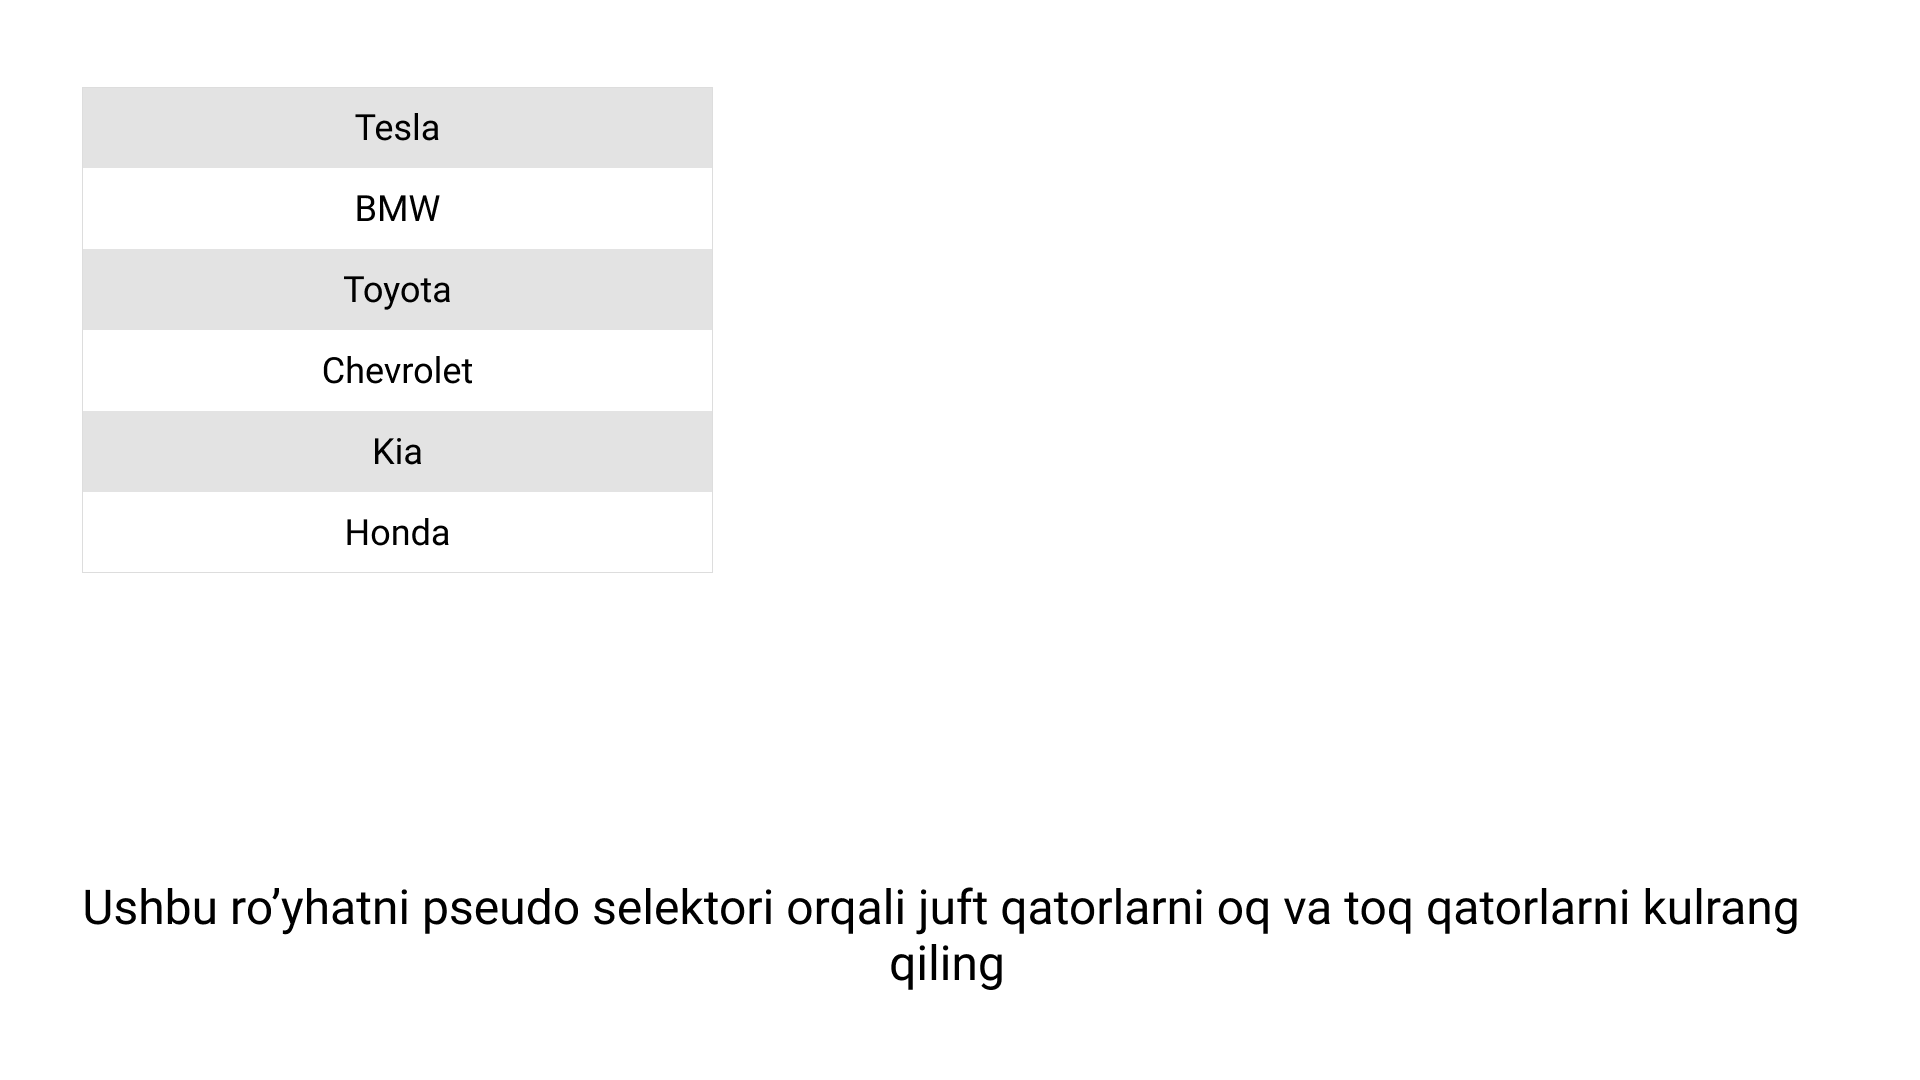 Tesla
BMW
Toyota
Chevrolet
Kia
Honda
Ushbu ro’yhatni pseudo selektori orqali juft qatorlarni oq va toq qatorlarni kulrang
qiling